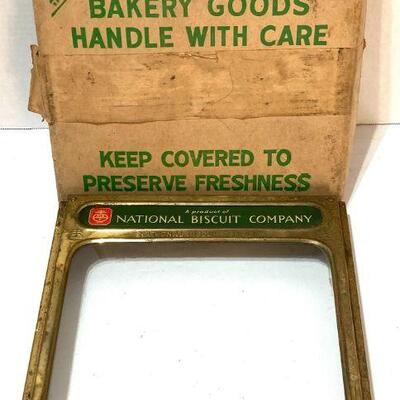 BAKERY GOODS
HANDLE WITH CARE
KEEP COVERED TO
PRESERVE FRESHNESS
A product of
NATIONAL BISCUIT COMPANY